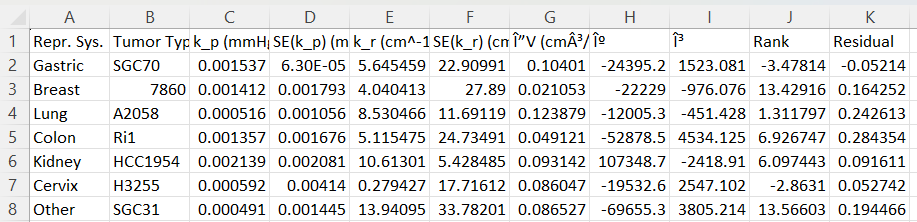 A B C D E F G H I J K
1 Repr. Sys. Tumor Typ k_p (mmHg SE(k_p) (m k_r (cm^-1 SE(k_r) (cm Î”V (cmÂ³/ Îº Î³ Rank Residual
2 Gastric SGC70 0.001537 6.30E-05 5.645459 22.90991 0.10401 -24395.2 1523.081 -3.47814 -0.05214
3 Breast 7860 0.001412 0.001793 4.040413 27.89 0.021053 -22229 -976.076 13.42916 0.164252
4 Lung A2058 0.000516 0.001056 8.530466 11.69119 0.123879 -12005.3 -451.428 1.311797 0.242613
5 Colon Ri1 0.001357 0.001676 5.115475 24.73491 0.049121 -52878.5 4534.125 6.926747 0.284354
6 Kidney HCC1954 0.002139 0.002081 10.61301 5.428485 0.093142 107348.7 -2418.91 6.097443 0.091611
7 Cervix H3255 0.000592 0.00414 0.279427 17.71612 0.086047 -19532.6 2547.102 -2.8631 0.052742
8 Other SGC31 0.000491 0.001445 13.94095 33.78201 0.086527 -69655.3 3805.214 13.56603 0.194466